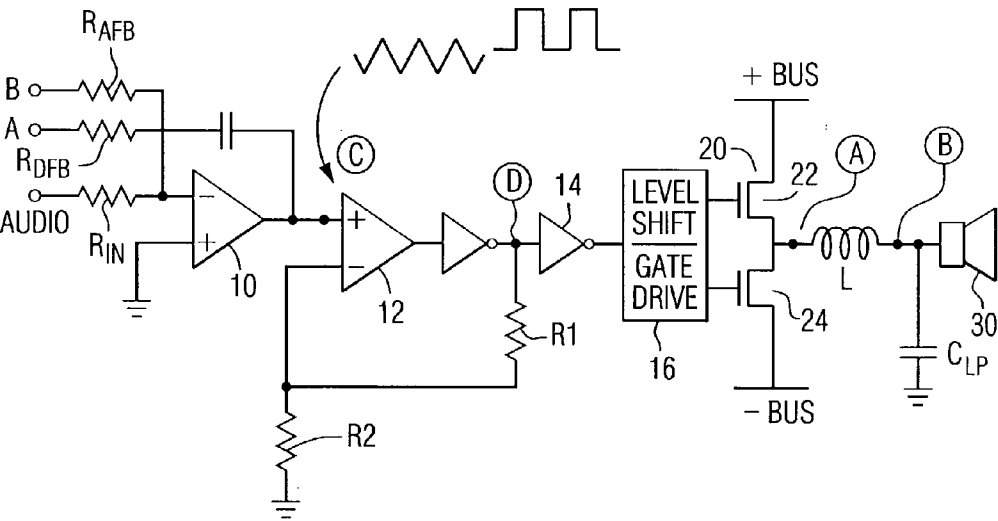 R_AFB
B
A
R_DFB
AUDIO
R_IN
−
+
10
C
+
−
12
D
14
R1
R2
LEVEL
SHIFT
GATE
DRIVE
16
+ BUS
20
22
A
B
L
24
30
C_LP
− BUS